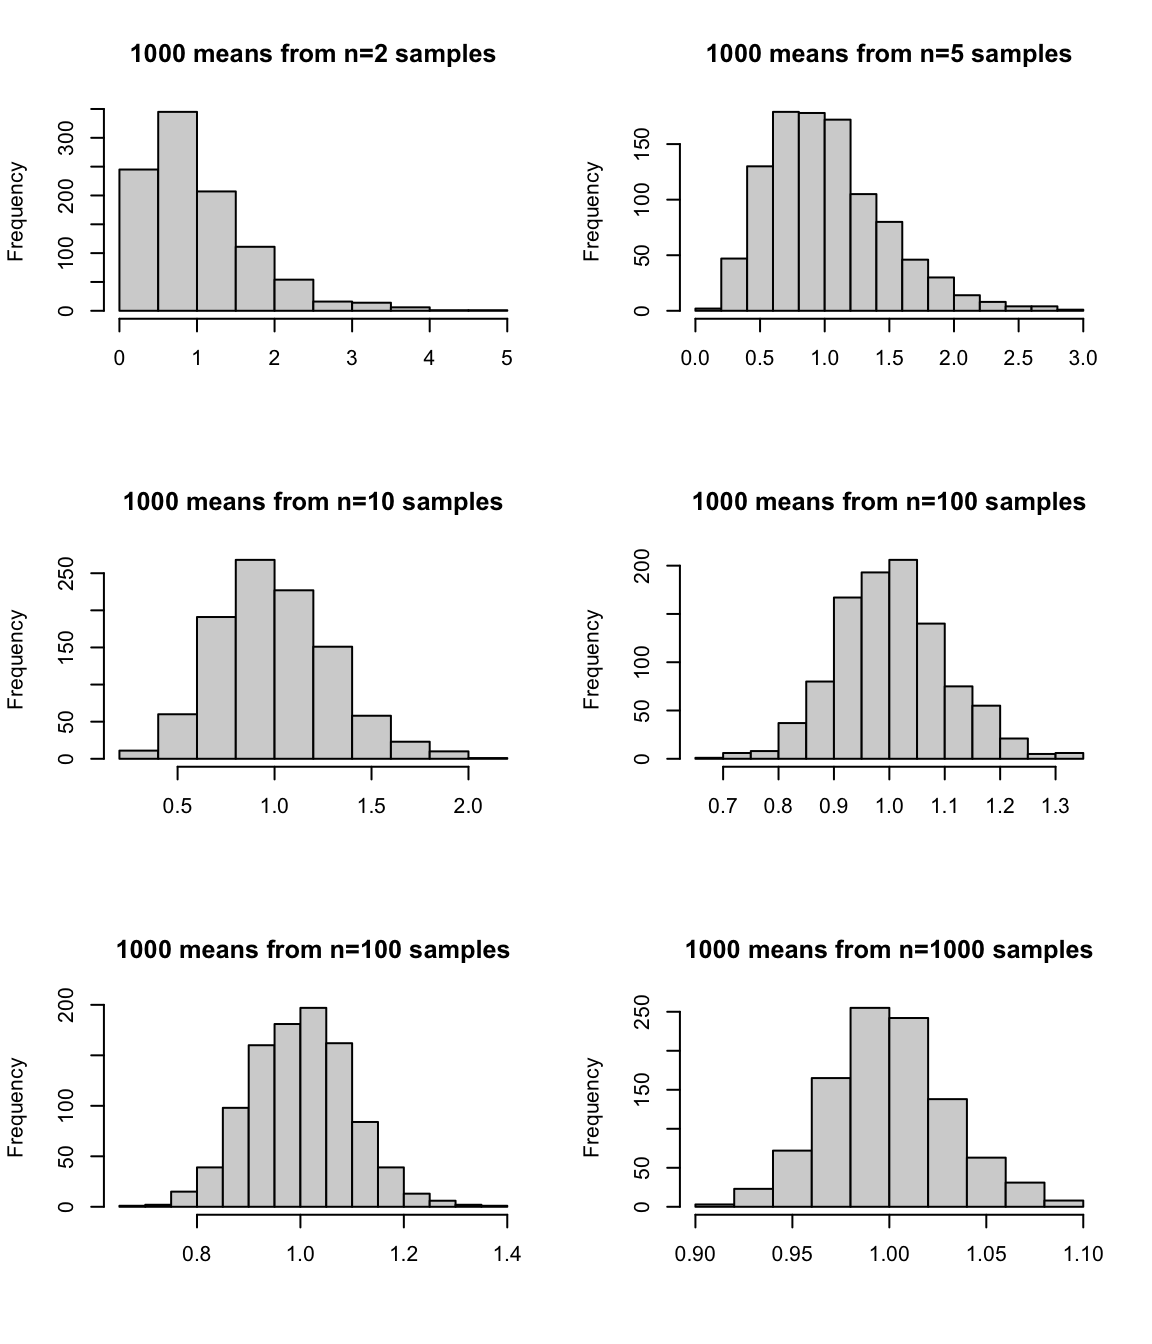 1000 means from n=2 samples
Frequency
0 100 200 300
0 1 2 3 4 5
1000 means from n=5 samples
Frequency
0 50 100 150
0.0 0.5 1.0 1.5 2.0 2.5 3.0
1000 means from n=10 samples
Frequency
0 50 150 250
0.5 1.0 1.5 2.0
1000 means from n=100 samples
Frequency
0 50 100 200
0.7 0.8 0.9 1.0 1.1 1.2 1.3
1000 means from n=100 samples
Frequency
0 50 100 200
0.8 1.0 1.2 1.4
1000 means from n=1000 samples
Frequency
0 50 150 250
0.90 0.95 1.00 1.05 1.10